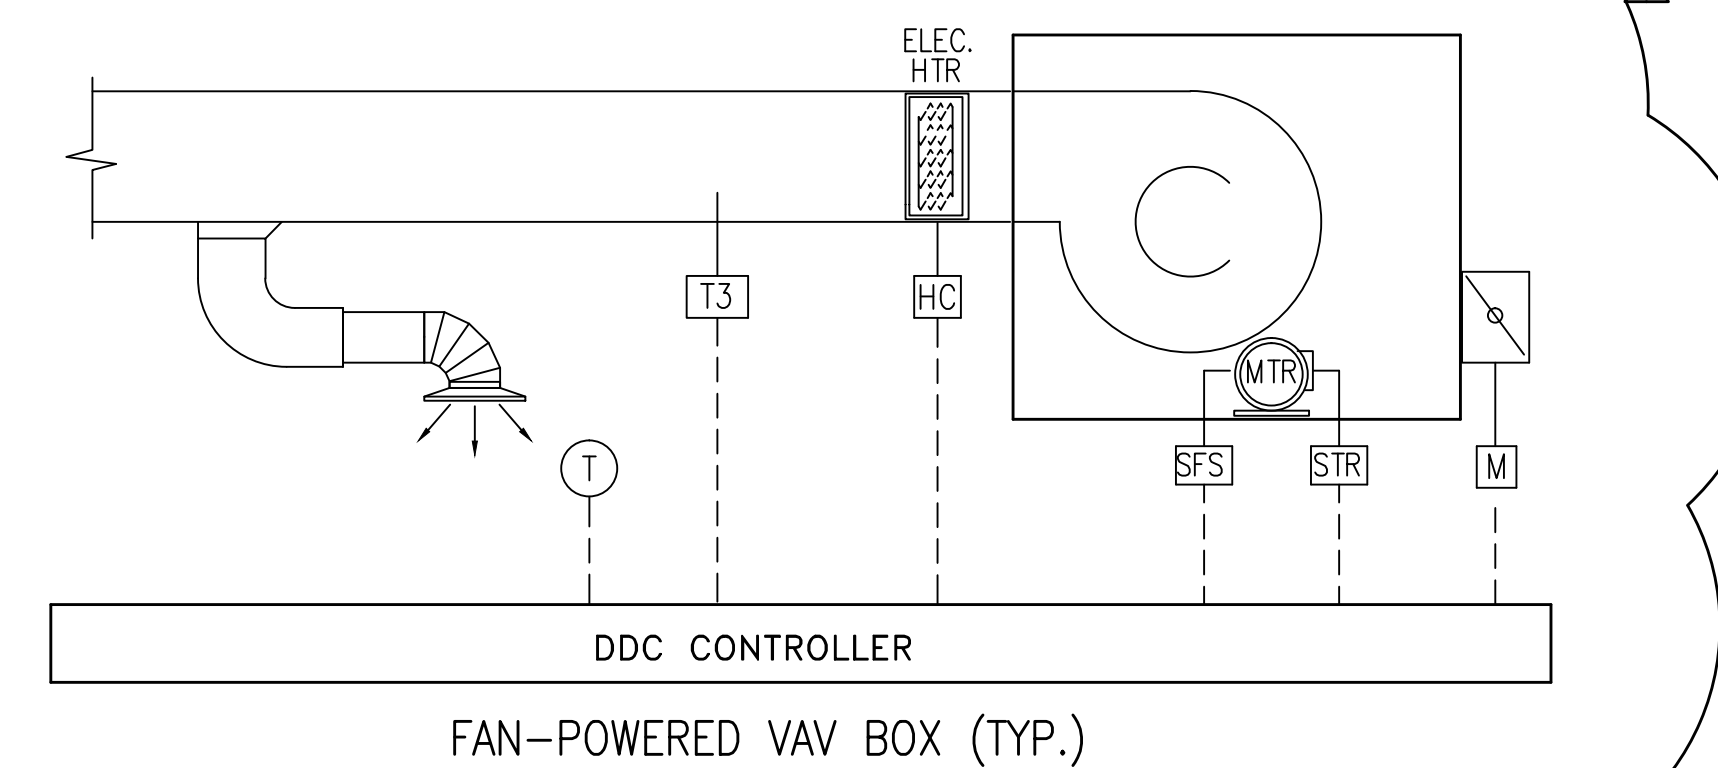 ELEC.
HTR
T3
HC
MTR
T
SFS
STR
M
DDC CONTROLLER
FAN-POWERED VAV BOX (TYP.)